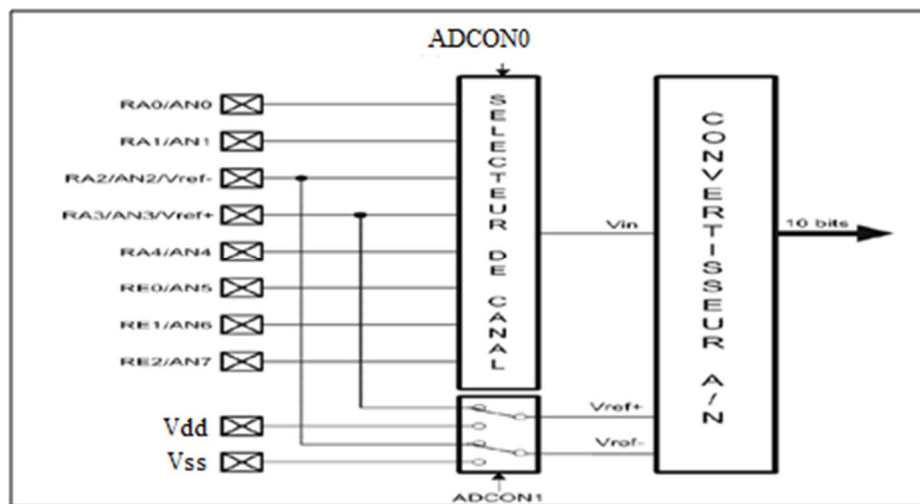 ADCON0
RA0/AN0
RA1/AN1
RA2/AN2/Vref-
RA3/AN3/Vref+
RA4/AN4
RE0/AN5
RE1/AN6
RE2/AN7
Vdd
Vss
SELECTEUR DE CANAL
Vin
Vref+
Vref-
ADCON1
CONVERTISSEUR A/N
10 bits